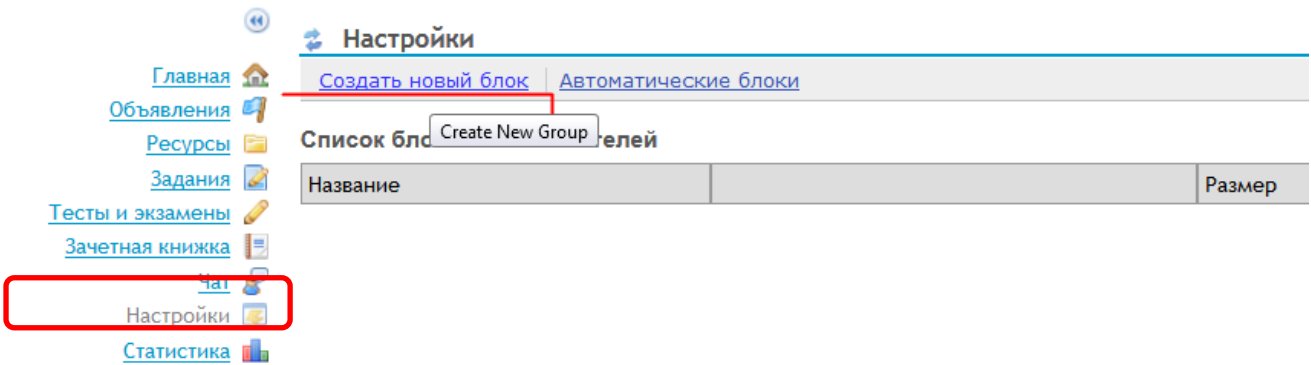 Настройки
Главная
Создать новый блок Автоматические блоки
Объявления
Create New Group
Ресурсы
Список бло телей
Задания
Название Размер
Тесты и экзамены
Зачетная книжка
Чат
Настройки
Статистика